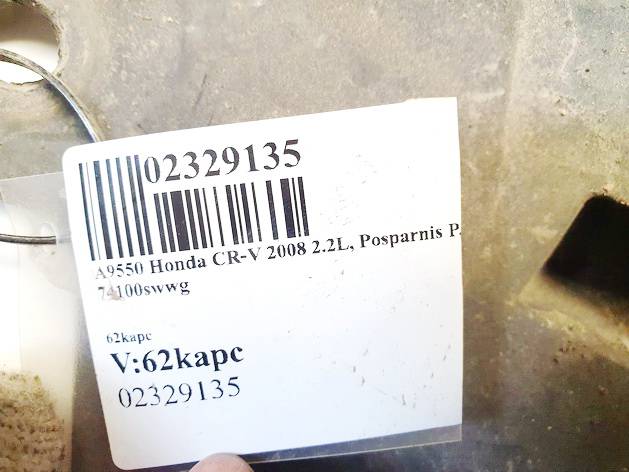 02329135
A9550 Honda CR-V 2008 2.2L, Posparnis P.
74100swwg
62kapc
V:62kapc
02329135